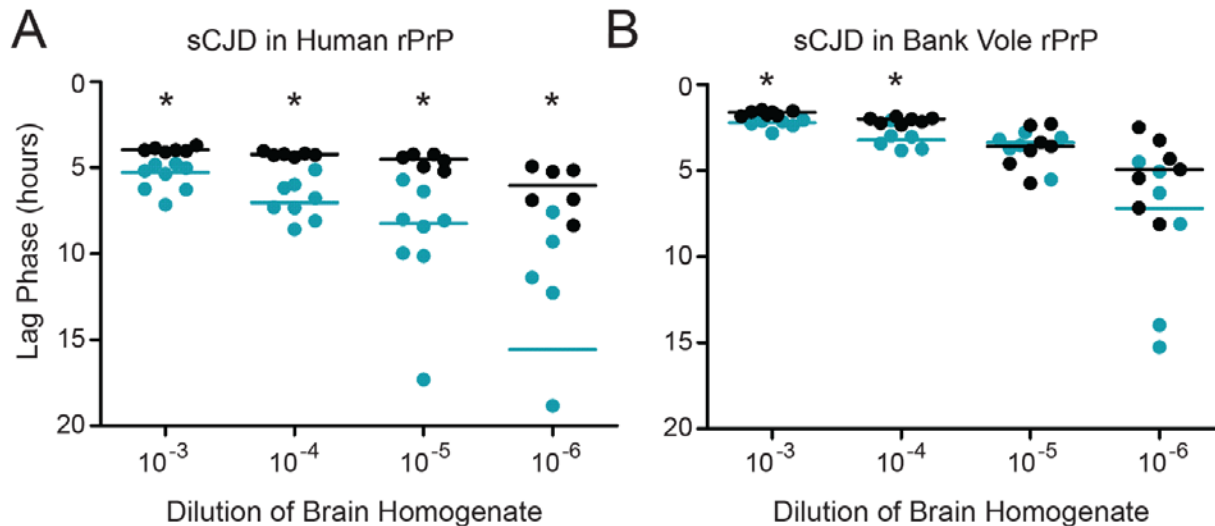 A
sCJD in Human rPrP
* * * *
Lag Phase (hours)
0
5
10
15
20
10⁻³ 10⁻⁴ 10⁻⁵ 10⁻⁶
Dilution of Brain Homogenate
B
sCJD in Bank Vole rPrP
* *
0
5
10
15
20
10⁻³ 10⁻⁴ 10⁻⁵ 10⁻⁶
Dilution of Brain Homogenate